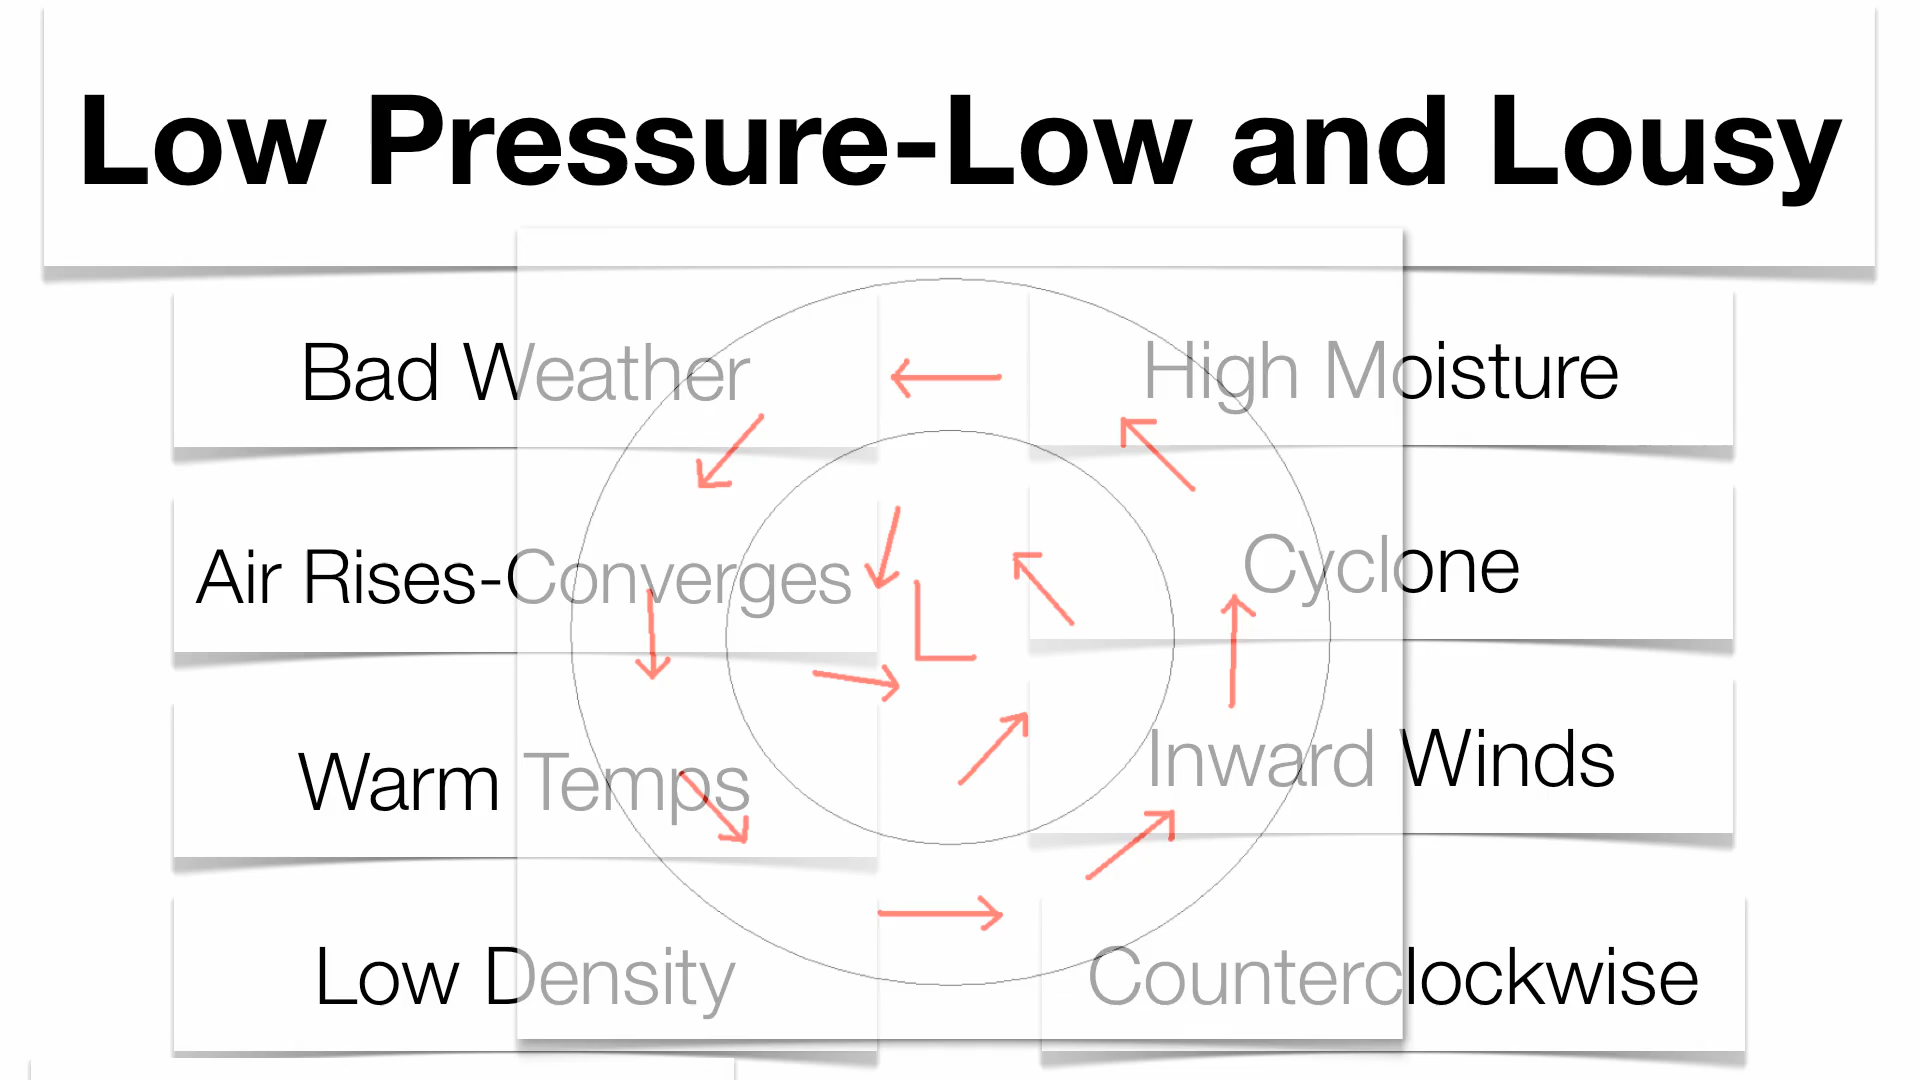 Low Pressure-Low and Lousy
Bad Weather
High Moisture
Air Rises-Converges
Cyclone
L
Warm Temps
Inward Winds
Low Density
Counterclockwise